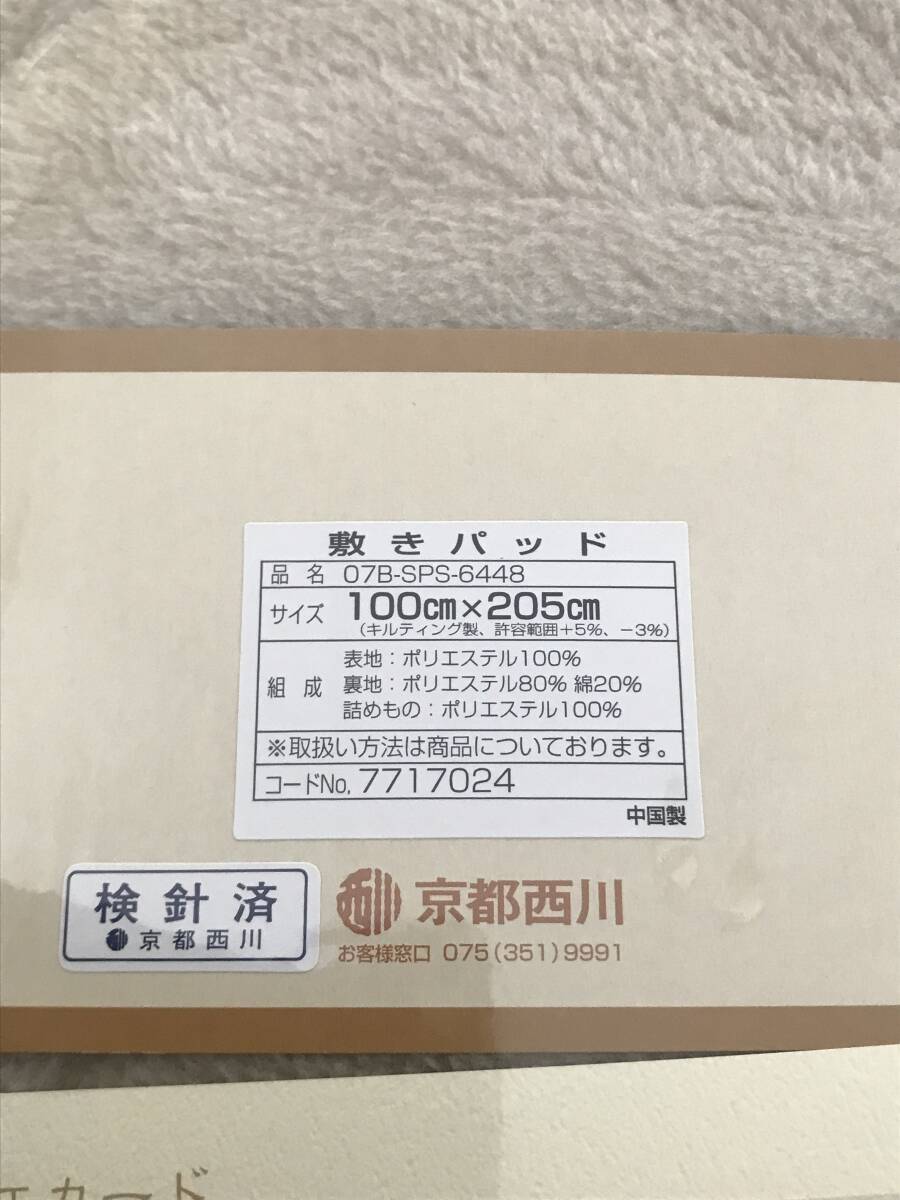 敷きパッド
品名 07B-SPS-6448
サイズ 100cm×205cm
(キルティング製、許容範囲+5%、-3%)
組成 表地:ポリエステル100%
裏地:ポリエステル80% 綿20%
詰めもの:ポリエステル100%
※取扱い方法は商品についております。
コードNo. 7717024
中国製
検針済
京都西川
西川 京都西川
お客様窓口 075(351)9991
カード